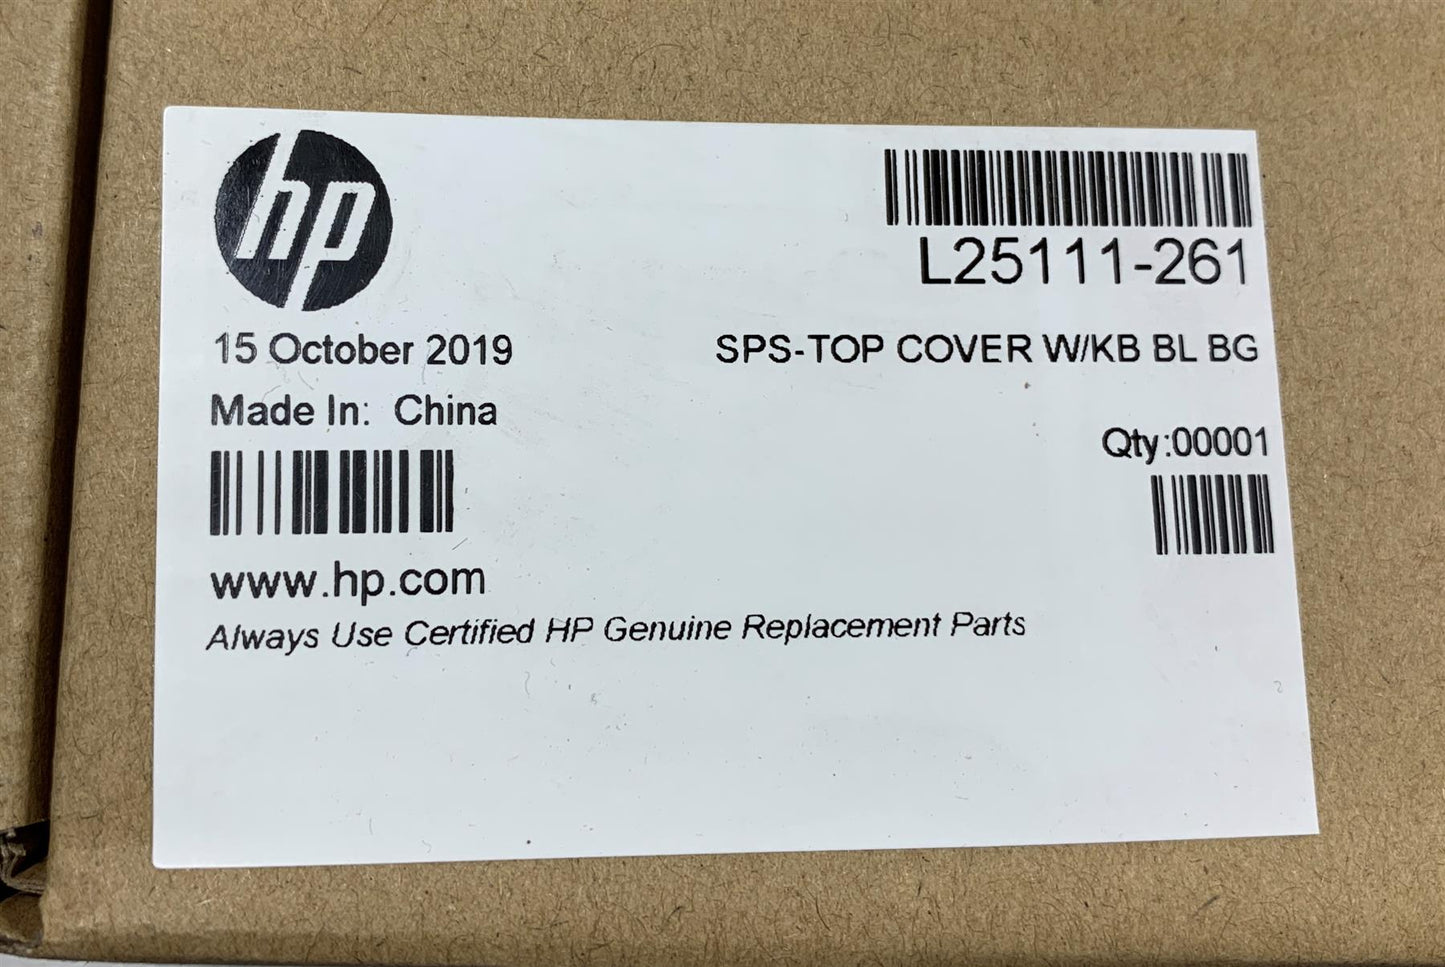 hp
L25111-261
15 October 2019
SPS-TOP COVER W/KB BL BG
Made In: China
Qty:00001
www.hp.com
Always Use Certified HP Genuine Replacement Parts